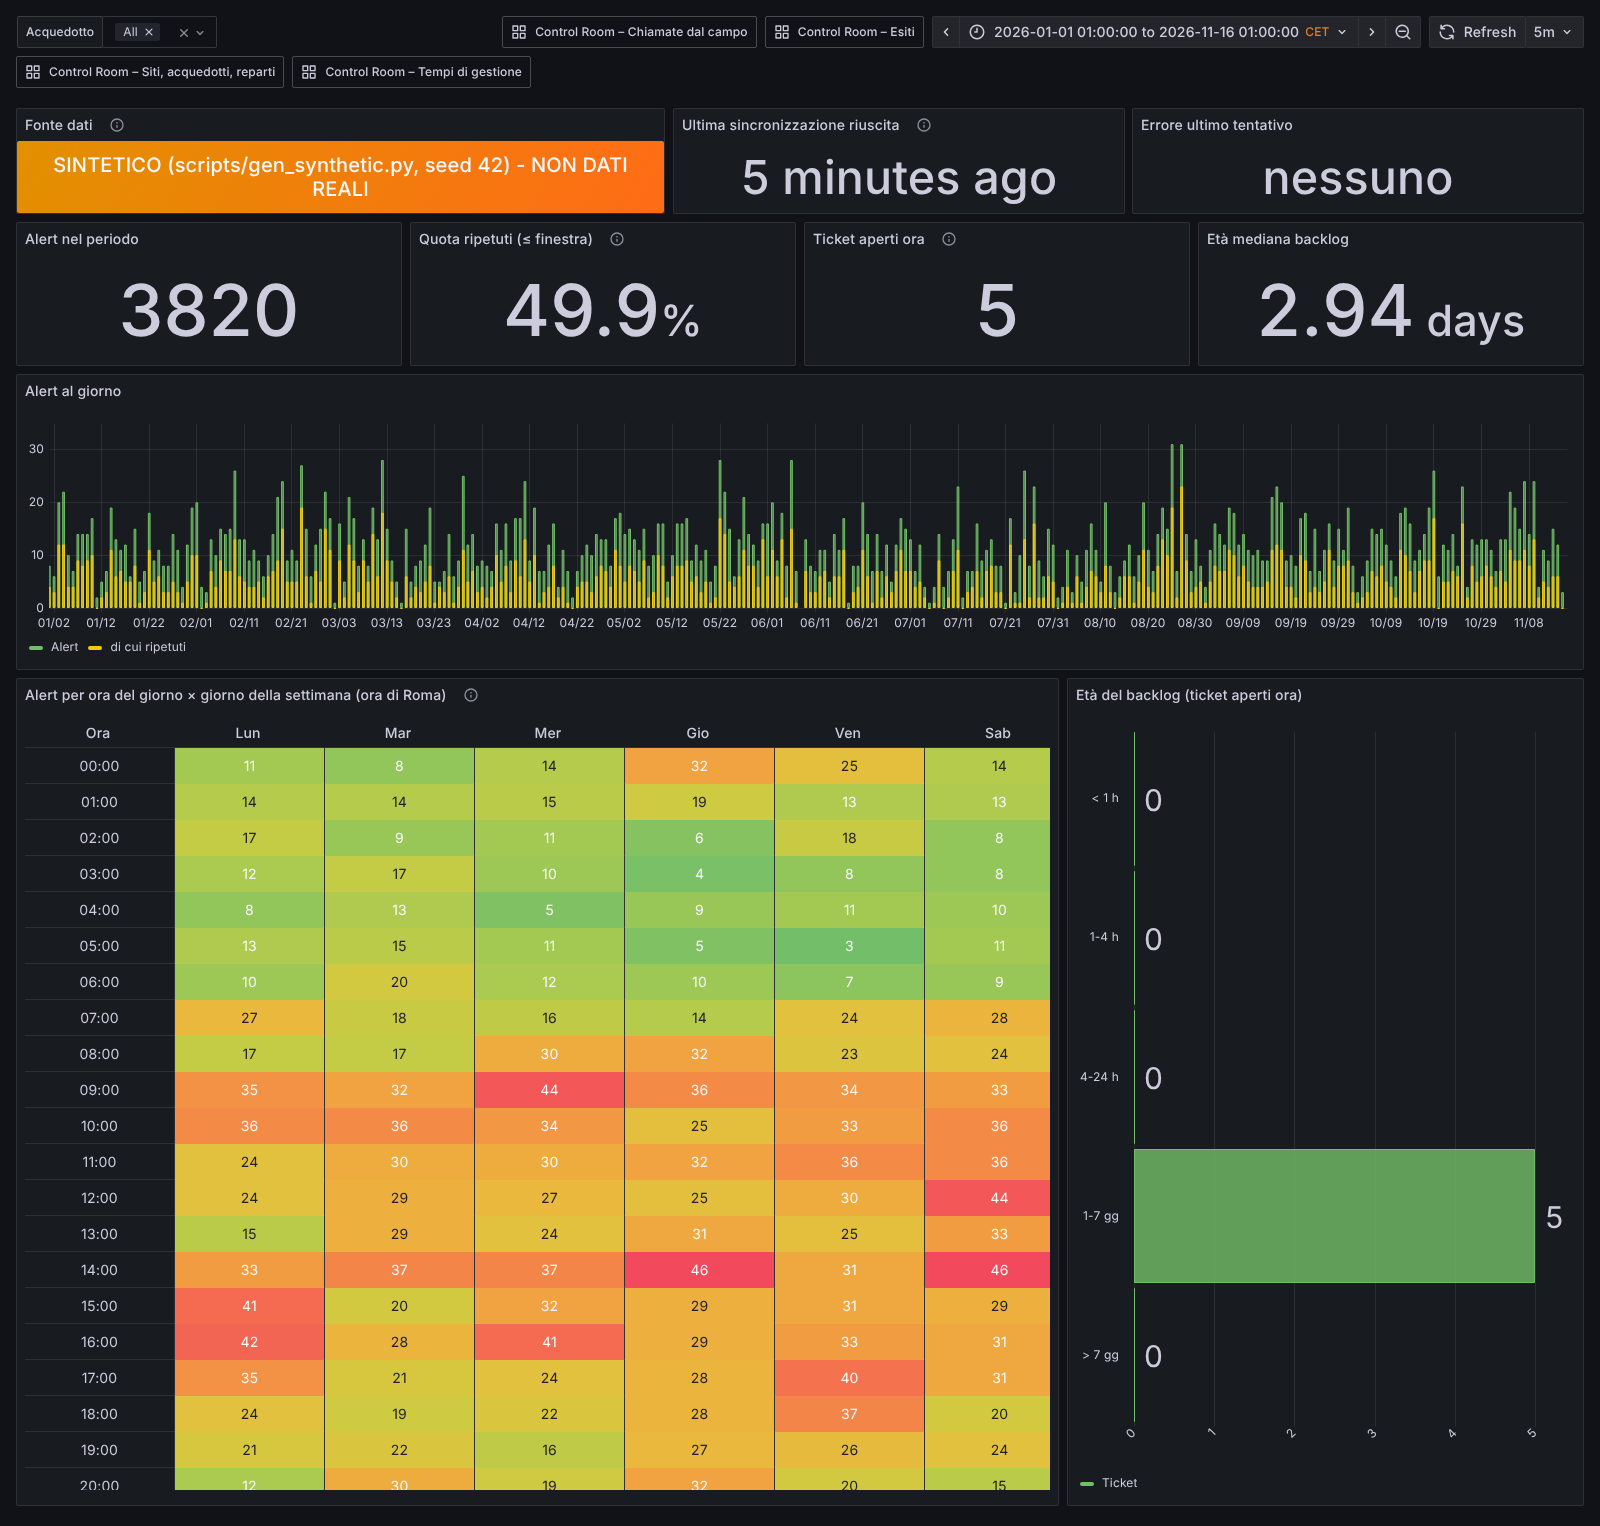 Acquedotto All
Control Room – Chiamate dal campo
Control Room – Esiti
2026-01-01 01:00:00 to 2026-11-16 01:00:00 CET
Refresh 5m
Control Room – Siti, acquedotti, reparti
Control Room – Tempi di gestione
Fonte dati
SINTETICO (scripts/gen_synthetic.py, seed 42) - NON DATI
REALI
Ultima sincronizzazione riuscita
5 minutes ago
Errore ultimo tentativo
nessuno
Alert nel periodo
3820
Quota ripetuti (≤ finestra)
49.9%
Ticket aperti ora
5
Età mediana backlog
2.94 days
Alert al giorno
30
20
10
0
01/02 01/12 01/22 02/01 02/11 02/21 03/03 03/13 03/23 04/02 04/12 04/22 05/02 05/12 05/22 06/01 06/11 06/21 07/01 07/11 07/21 07/31 08/10 08/20 08/30 09/09 09/19 09/29 10/09 10/19 10/29 11/08
Alert di cui ripetuti
Alert per ora del giorno × giorno della settimana (ora di Roma)
Ora Lun Mar Mer Gio Ven Sab
00:00 11 8 14 32 25 14
01:00 14 14 15 19 13 13
02:00 17 9 11 6 18 8
03:00 12 17 10 4 8 8
04:00 8 13 5 9 11 10
05:00 13 15 11 5 3 11
06:00 10 20 12 10 7 9
07:00 27 18 16 14 24 28
08:00 17 17 30 32 23 24
09:00 35 32 44 36 34 33
10:00 36 36 34 25 33 36
11:00 24 30 30 32 36 36
12:00 24 29 27 25 30 44
13:00 15 29 24 31 25 33
14:00 33 37 37 46 31 46
15:00 41 20 32 29 31 29
16:00 42 28 41 29 33 31
17:00 35 21 24 28 40 31
18:00 24 19 22 28 37 20
19:00 21 22 16 27 26 24
20:00 12 30 19 32 20 15
Età del backlog (ticket aperti ora)
< 1 h 0
1-4 h 0
4-24 h 0
1-7 gg 5
> 7 gg 0
0 1 2 3 4 5
Ticket